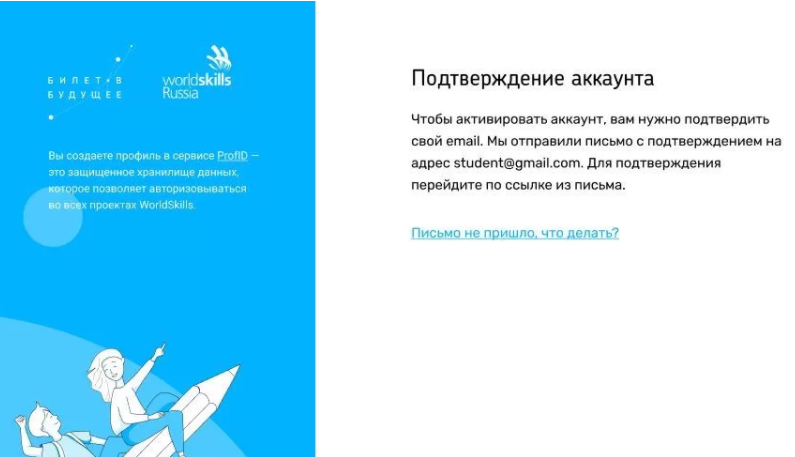 БИЛЕТ В
БУДУЩЕЕ
worldskills
Russia
Вы создаете профиль в сервисе ProfID —
это защищенное хранилище данных,
которое позволяет авторизовываться
во всех проектах WorldSkills.
Подтверждение аккаунта
Чтобы активировать аккаунт, вам нужно подтвердить
свой email. Мы отправили письмо с подтверждением на
адрес student@gmail.com. Для подтверждения
перейдите по ссылке из письма.
Письмо не пришло, что делать?